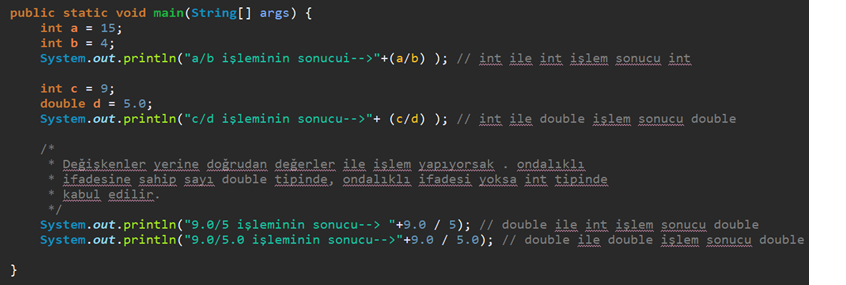 public static void main(String[] args) {
int a = 15;
int b = 4;
System.out.println("a/b işleminin sonucui-->"+(a/b) ); // int ile int işlem sonucu int
int c = 9;
double d = 5.0;
System.out.println("c/d işleminin sonucu-->"+ (c/d) ); // int ile double işlem sonucu double
/*
* Değişkenler yerine doğrudan değerler ile işlem yapıyorsak . ondalıklı
* ifadesine sahip sayı double tipinde, ondalıklı ifadesi yoksa int tipinde
* kabul edilir.
*/
System.out.println("9.0/5 işleminin sonucu--> "+9.0 / 5); // double ile int işlem sonucu double
System.out.println("9.0/5.0 işleminin sonucu-->"+9.0 / 5.0); // double ile double işlem sonucu double
}